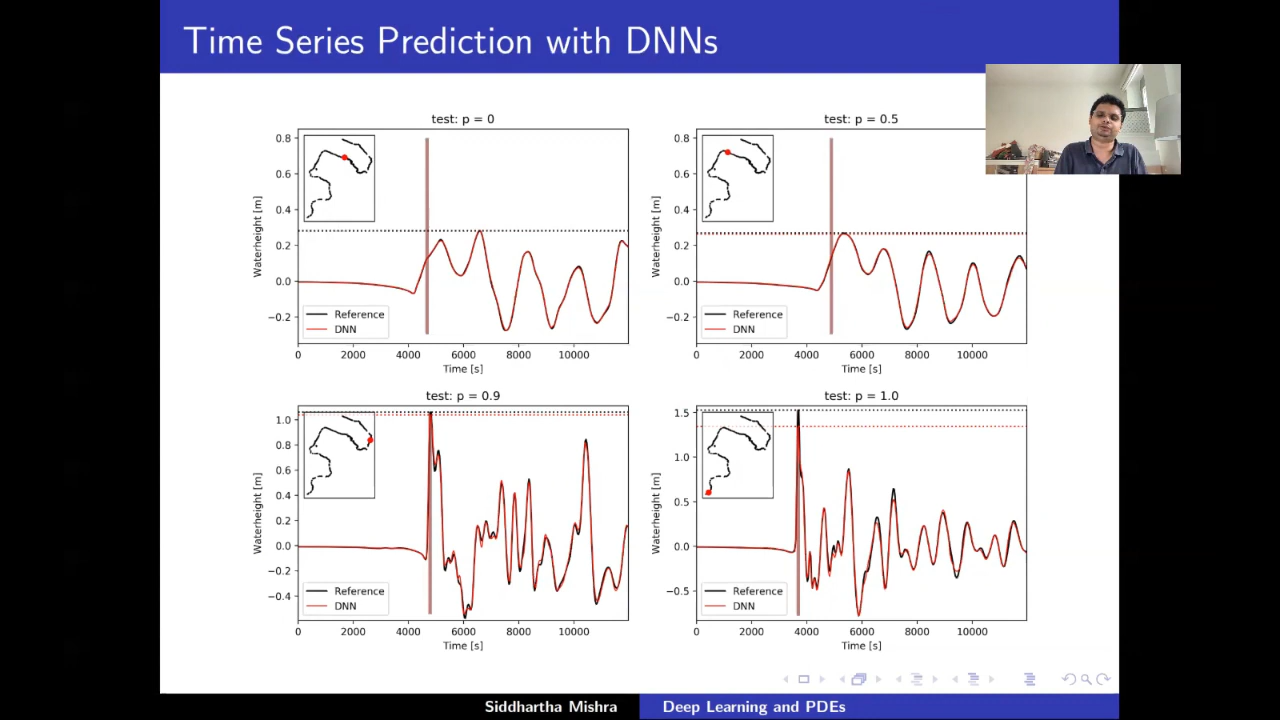 Time Series Prediction with DNNs
test: p = 0
0.8
0.6
0.4
0.2
0.0
−0.2
Waterheight [m]
Reference
DNN
0 2000 4000 6000 8000 10000
Time [s]
test: p = 0.5
0.8
0.6
0.4
0.2
0.0
−0.2
Waterheight [m]
Reference
DNN
0 2000 4000 6000 8000 10000
Time [s]
test: p = 0.9
1.0
0.8
0.6
0.4
0.2
0.0
−0.2
−0.4
Waterheight [m]
Reference
DNN
0 2000 4000 6000 8000 10000
Time [s]
test: p = 1.0
1.5
1.0
0.5
0.0
−0.5
Waterheight [m]
Reference
DNN
0 2000 4000 6000 8000 10000
Time [s]
Siddhartha Mishra
Deep Learning and PDEs